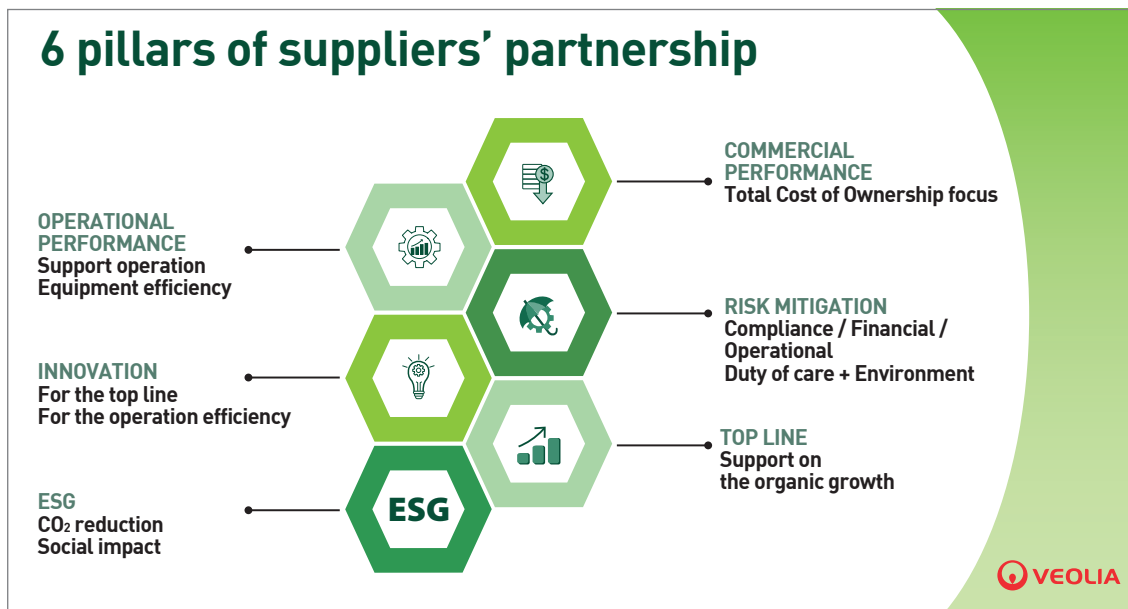 6 pillars of suppliers’ partnership
COMMERCIAL
PERFORMANCE
Total Cost of Ownership focus
OPERATIONAL
PERFORMANCE
Support operation
Equipment efficiency
RISK MITIGATION
Compliance / Financial /
Operational
Duty of care + Environment
INNOVATION
For the top line
For the operation efficiency
TOP LINE
Support on
the organic growth
ESG
CO₂ reduction
Social impact
ESG
$
VEOLIA